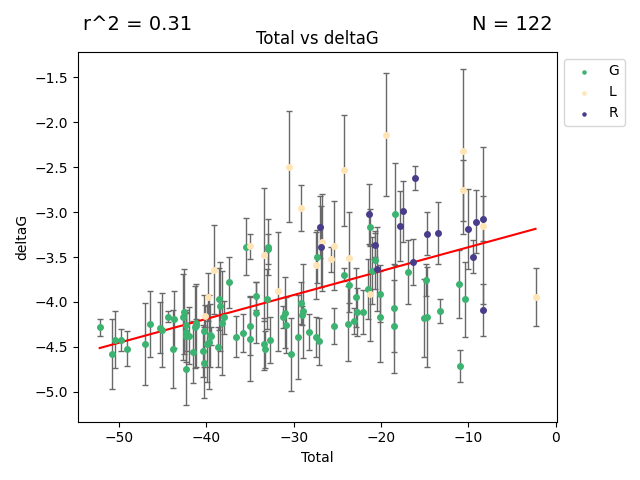 r^2 = 0.31 N = 122
Total vs deltaG
G
L
R
−1.5
−2.0
−2.5
−3.0
−3.5
−4.0
−4.5
−5.0
deltaG
−50 −40 −30 −20 −10 0
Total